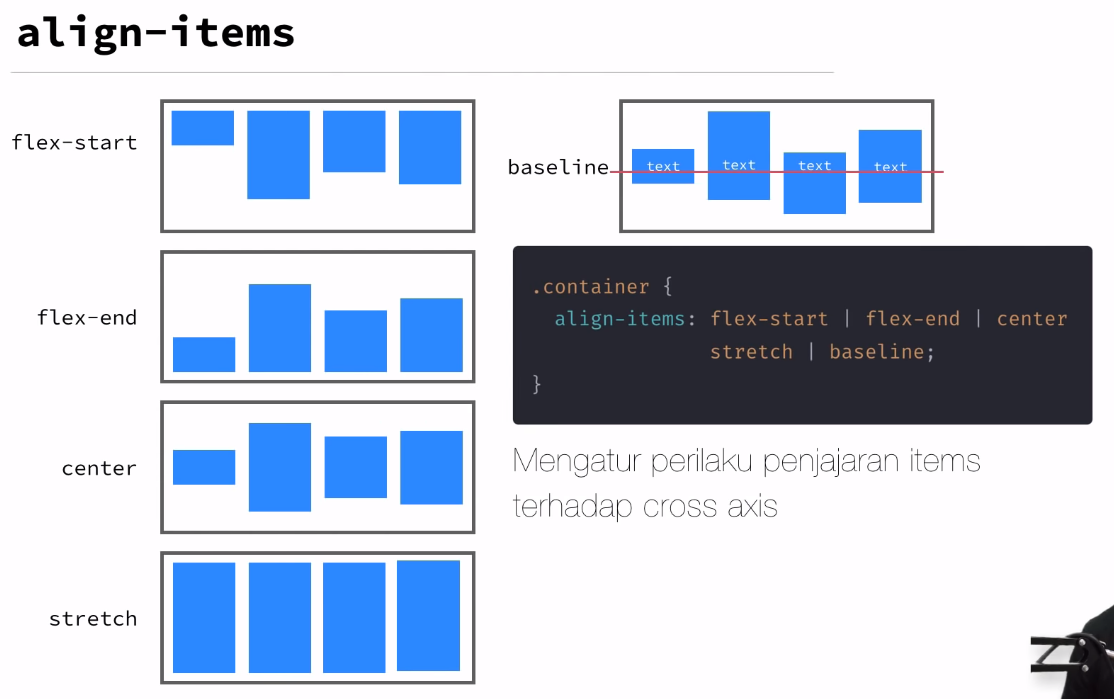 align-items
flex-start
baseline
text text text text
flex-end
.container {
align-items: flex-start | flex-end | center
stretch | baseline;
}
center
Mengatur perilaku penjajaran items
terhadap cross axis
stretch